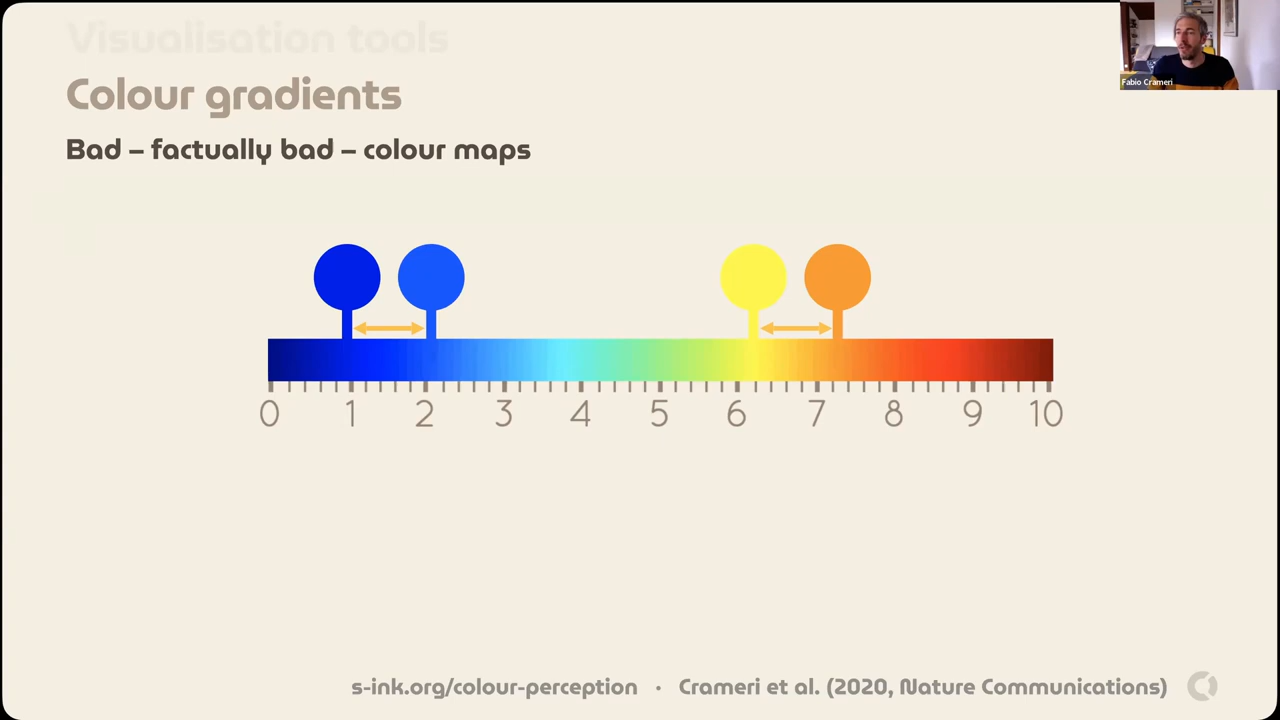 Visualisation tools
Colour gradients
Bad – factually bad – colour maps
0 1 2 3 4 5 6 7 8 9 10
s-ink.org/colour-perception · Crameri et al. (2020, Nature Communications)
Fabio Crameri